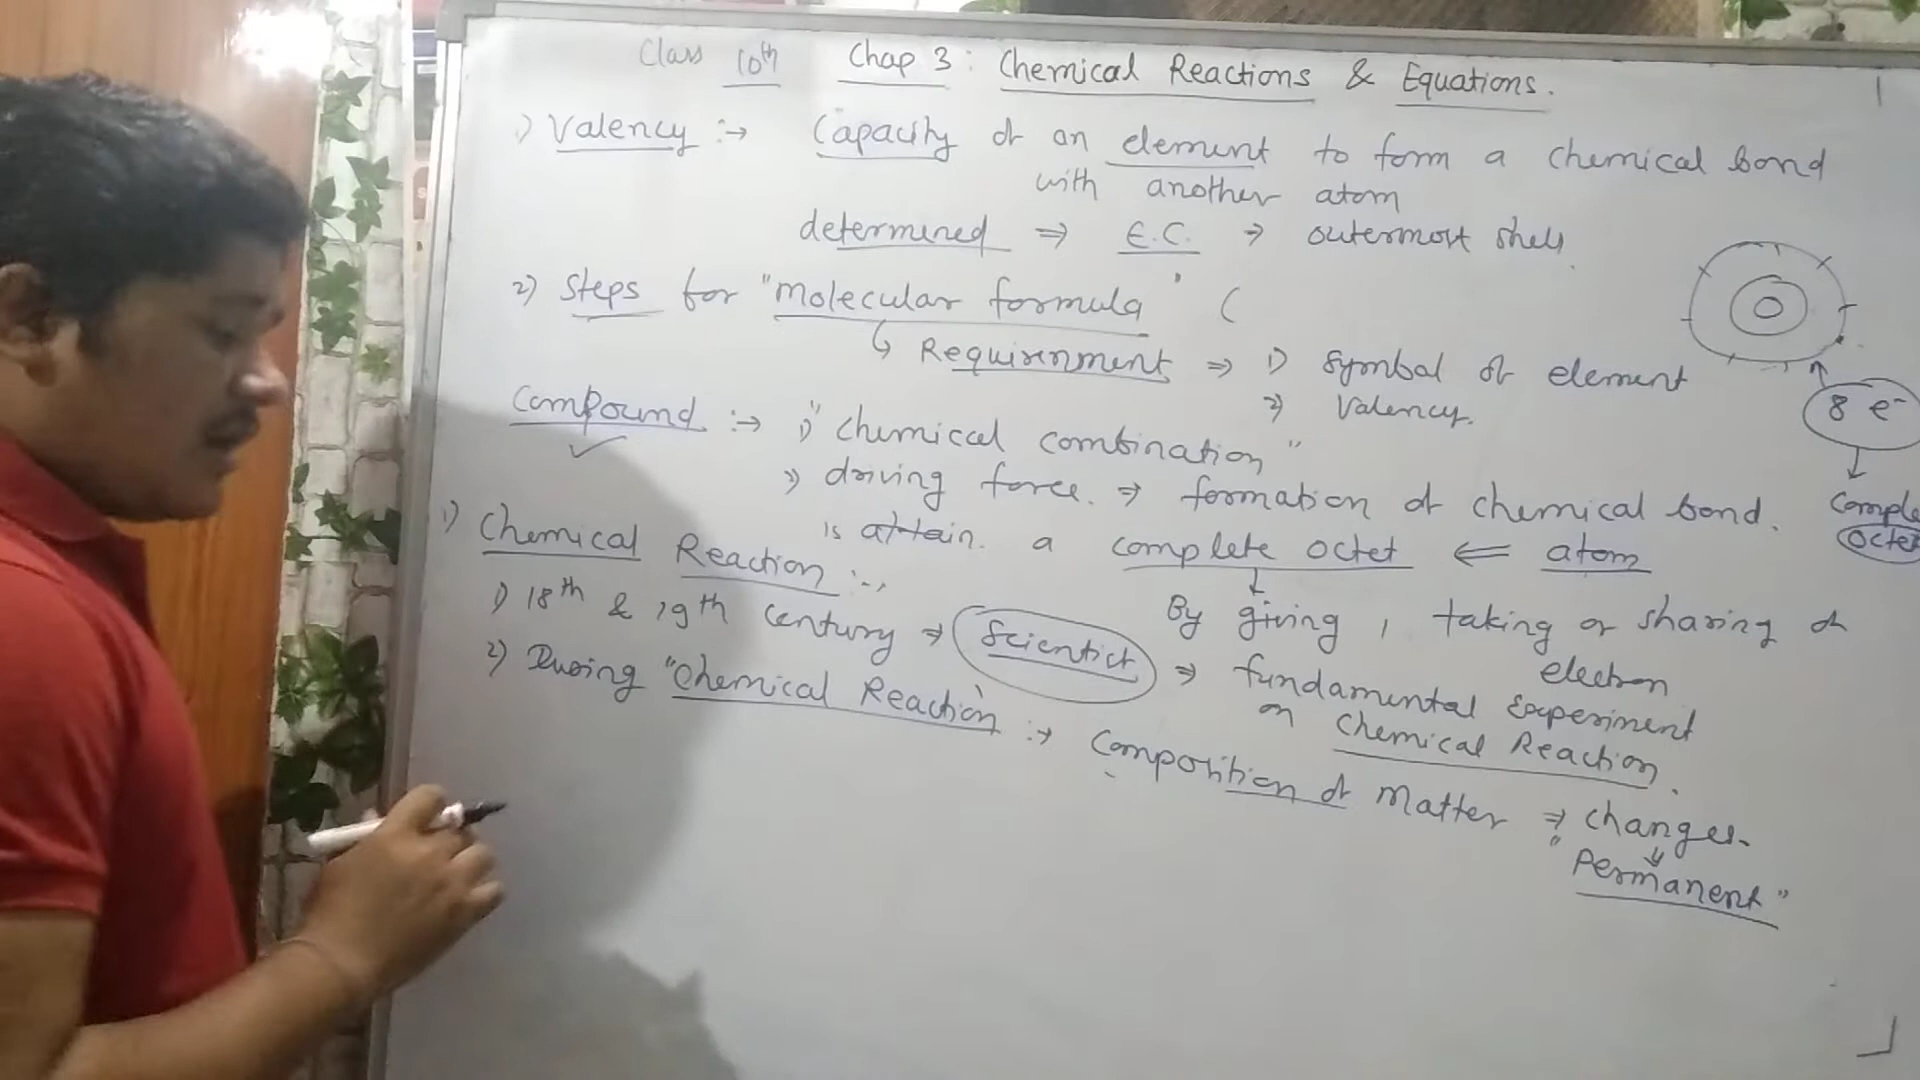 Class 10th Chap 3: Chemical Reactions & Equations.
1) Valency :→ Capacity of an element to form a chemical bond
with another atom
determined ⇒ E.C. → outermost shell
2) Steps for "molecular formula" (
↳ Requirenment ⇒ 1) Symbol of element
2) Valency.
8 e⁻
Compound :→ 1) "chemical combination"
2) driving force. ⇒ formation of chemical bond.
Comple
Octet
is attain. a complete octet ⇐ atom
1) Chemical Reaction :→
By giving, taking or sharing of
electron
1) 18th & 19th Century ⇒ Scientist ⇒ fundamental Experiment
on Chemical Reaction.
2) During "Chemical Reaction" :→ Composition of Matter ⇒ changes.
"Permanent"